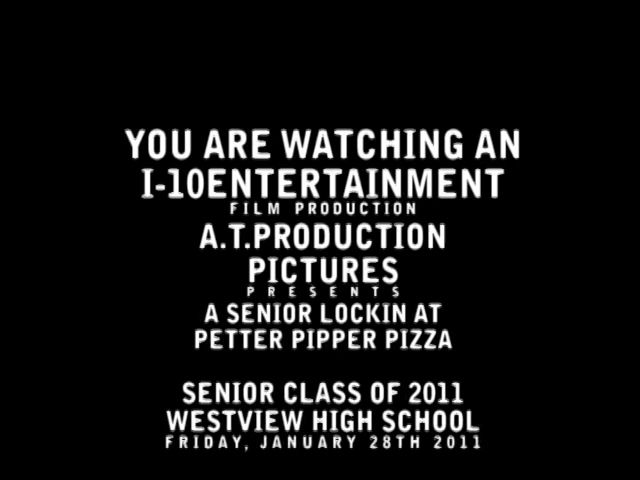 YOU ARE WATCHING AN
I-10ENTERTAINMENT
FILM PRODUCTION
A.T.PRODUCTION
PICTURES
PRESENTS
A SENIOR LOCKIN AT
PETTER PIPPER PIZZA
SENIOR CLASS OF 2011
WESTVIEW HIGH SCHOOL
FRIDAY, JANUARY 28TH 2011